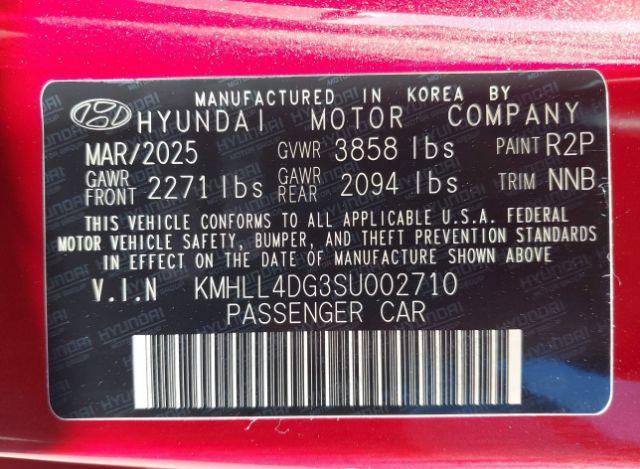 MANUFACTURED IN KOREA BY
HYUNDAI MOTOR COMPANY
MAR/2025 GVWR 3858 lbs PAINT R2P
GAWR FRONT 2271 lbs GAWR REAR 2094 lbs TRIM NNB
THIS VEHICLE CONFORMS TO ALL APPLICABLE U.S.A. FEDERAL
MOTOR VEHICLE SAFETY, BUMPER, AND THEFT PREVENTION STANDARDS
IN EFFECT ON THE DATE OF MANUFACTURE SHOWN ABOVE
V.I.N KMHLL4DG3SU002710
PASSENGER CAR